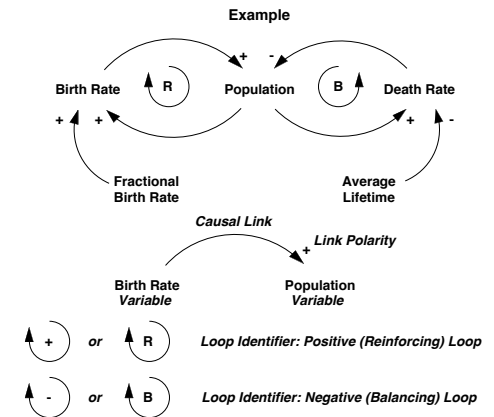 Example
+ -
Birth Rate R Population B Death Rate
+ + + -
Fractional
Birth Rate
Average
Lifetime
Causal Link
+ Link Polarity
Birth Rate
Variable
Population
Variable
+ or R Loop Identifier: Positive (Reinforcing) Loop
- or B Loop Identifier: Negative (Balancing) Loop